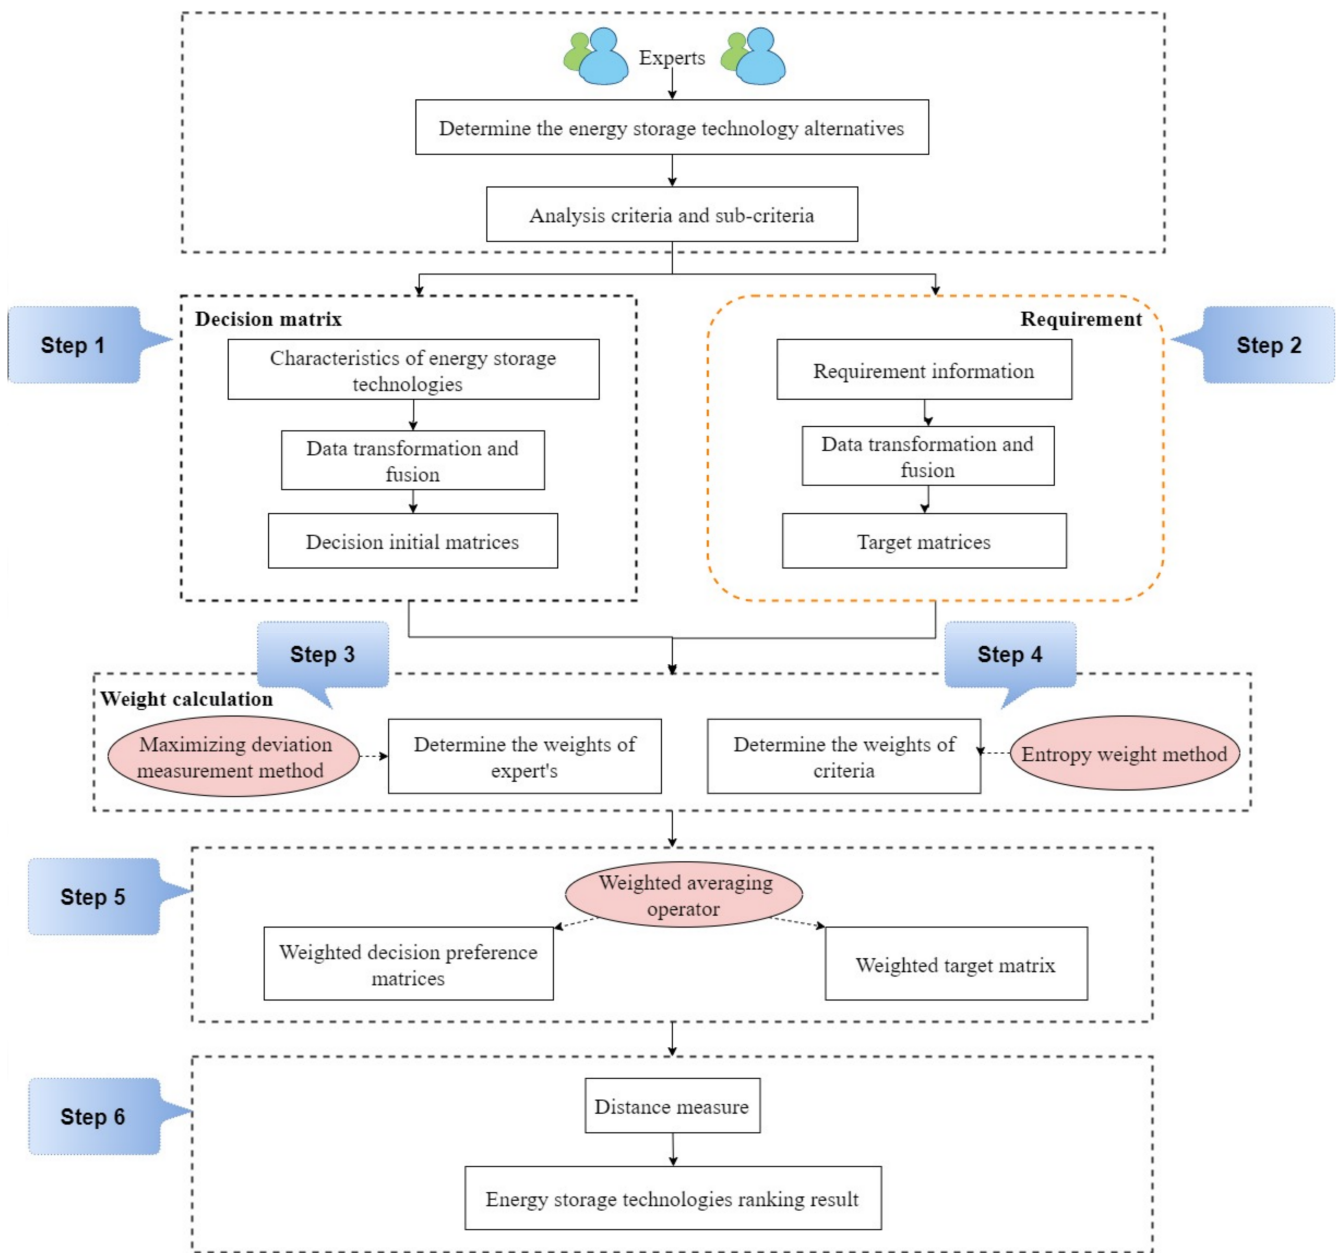 Experts
Determine the energy storage technology alternatives
Analysis criteria and sub-criteria
Step 1
Decision matrix
Characteristics of energy storage
technologies
Data transformation and
fusion
Decision initial matrices
Requirement
Step 2
Requirement information
Data transformation and
fusion
Target matrices
Step 3
Step 4
Weight calculation
Maximizing deviation
measurement method
Determine the weights of
expert's
Determine the weights of
criteria
Entropy weight method
Step 5
Weighted averaging
operator
Weighted decision preference
matrices
Weighted target matrix
Step 6
Distance measure
Energy storage technologies ranking result